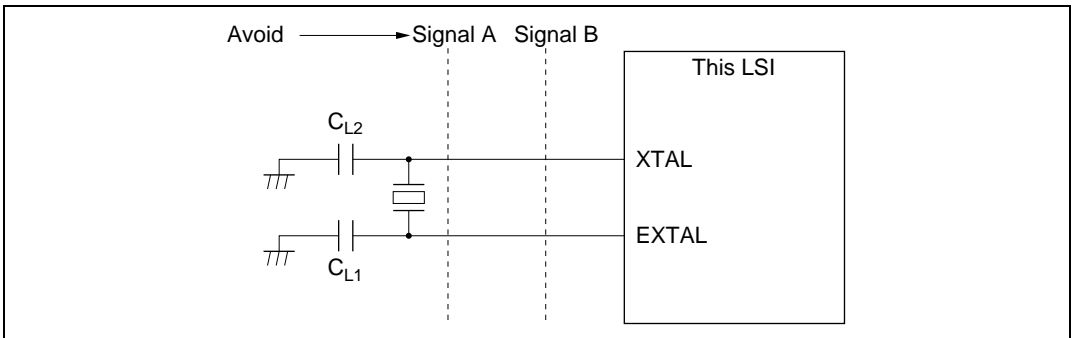 Avoid Signal A Signal B
This LSI
CL2
XTAL
EXTAL
CL1